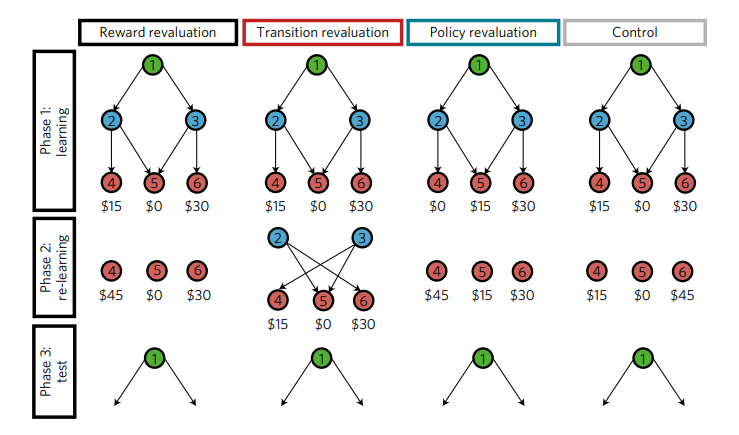 Reward revaluation
Transition revaluation
Policy revaluation
Control
Phase 1:
learning
1
1
1
1
2 3
2 3
2 3
2 3
4 5 6
4 5 6
4 5 6
4 5 6
$15 $0 $30
$15 $0 $30
$0 $15 $30
$15 $0 $30
Phase 2:
re-learning
4 5 6
$45 $0 $30
2 3
4 5 6
$15 $0 $30
4 5 6
$45 $15 $30
4 5 6
$15 $0 $45
Phase 3:
test
1
1
1
1